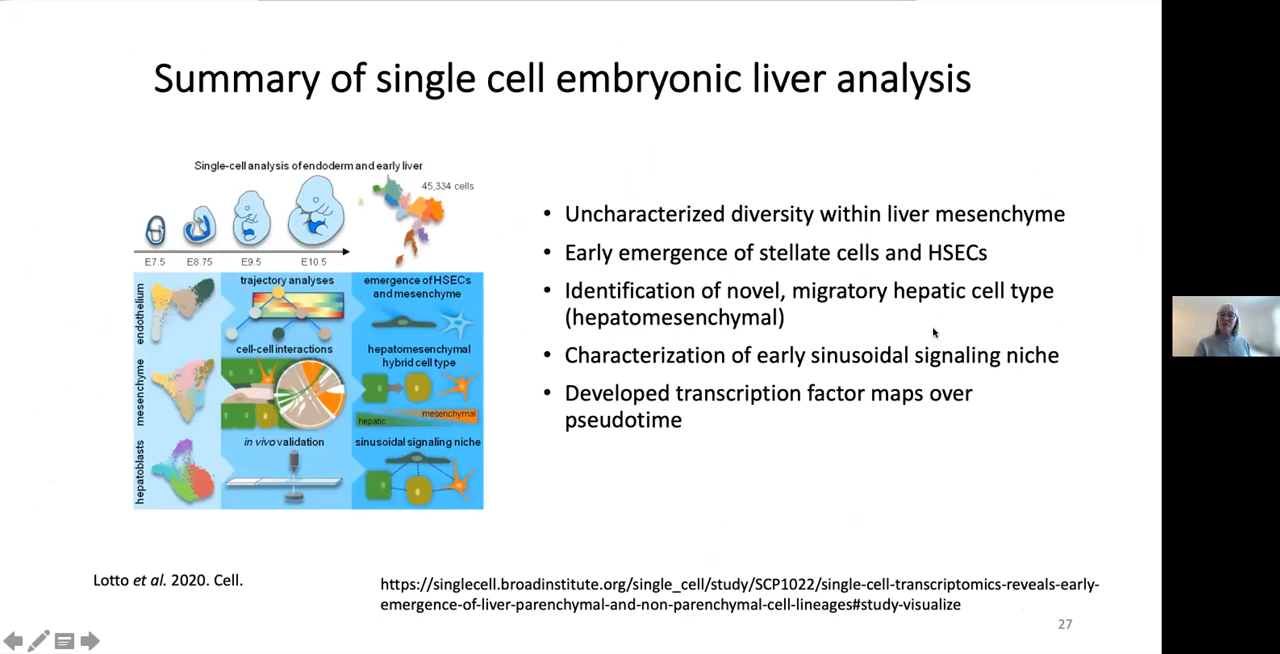 Summary of single cell embryonic liver analysis
Single-cell analysis of endoderm and early liver
45,334 cells
E7.5 E8.75 E9.5 E10.5
endothelium
trajectory analyses
emergence of HSECs
and mesenchyme
mesenchyme
cell-cell interactions
hepatomesenchymal
hybrid cell type
hepatic
mesenchymal
hepatoblasts
in vivo validation
sinusoidal signaling niche
• Uncharacterized diversity within liver mesenchyme
• Early emergence of stellate cells and HSECs
• Identification of novel, migratory hepatic cell type
(hepatomesenchymal)
• Characterization of early sinusoidal signaling niche
• Developed transcription factor maps over
pseudotime
Lotto et al. 2020. Cell.
https://singlecell.broadinstitute.org/single_cell/study/SCP1022/single-cell-transcriptomics-reveals-early-
emergence-of-liver-parenchymal-and-non-parenchymal-cell-lineages#study-visualize
27